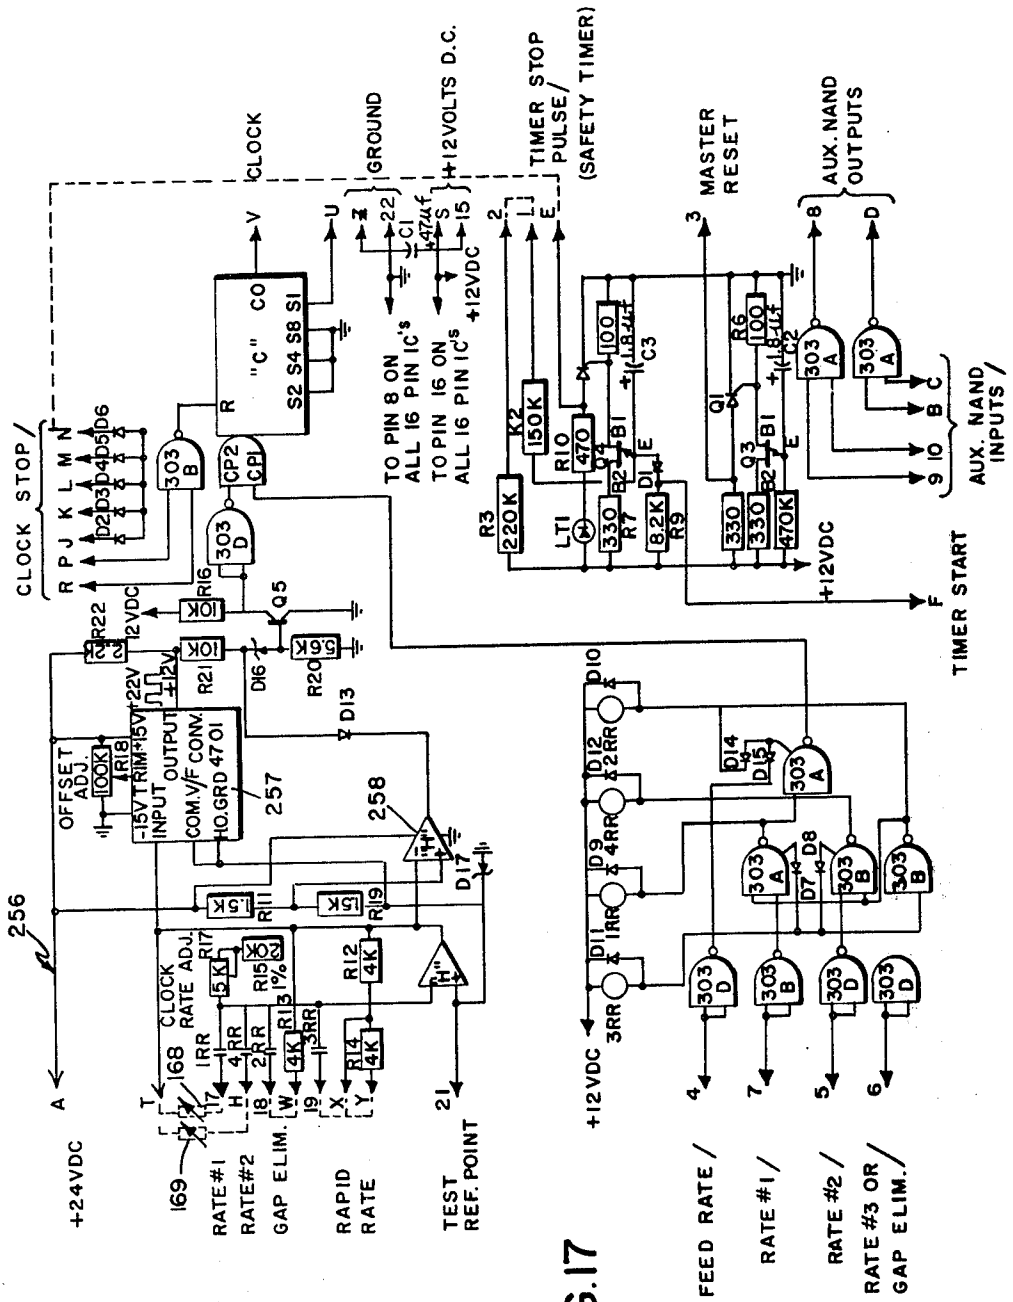 CLOCK STOP /
R P J K L M N
D2 D3 D4 D5 D6
CLOCK
V
U
GROUND
Z
22
C1
.47uf
+12VOLTS D.C.
S
15
+12VDC
TO PIN 8 ON
ALL 16 PIN IC's
TO PIN 16 ON
ALL 16 PIN IC's
"C"
R
CO
S2 S4 S8 S1
CP2
CP1
303
B
303
D
R16
10K
12VDC
Q5
R22
2.2K
R21
10K
D16
R20
5.6K
D13
OFFSET
ADJ.
100K
R18
-15V TRIM +15V
+22V
+12V
INPUT
OUTPUT
COM. V/F CONV.
HO. GRD 4701
257
258
256
A
+24VDC
T
169
168
17
H
18
W
19
X
Y
RATE #1
RATE #2
GAP ELIM.
RAPID
RATE
CLOCK
RATE ADJ.
R17
5K
20K
R15
1%
1RR
4RR
2RR
R13
4K
3RR
R14
4K
R12
4K
1.5K
R11
15K
R19
"H"
"H"
D17
21
TEST
REF. POINT
TIMER STOP
PULSE /
(SAFETY TIMER)
2
1
E
R3
220K
K2
150K
R10
470
LT1
Q4
B1
B2
E
330
R7
100
+
1.8uf
C3
D1
8.2K
R9
MASTER
RESET
3
Q1
R6
100
330
330
470K
Q3
B1
B2
E
+
1.8uf
C2
+12VDC
F
TIMER START
AUX. NAND
OUTPUTS
8
D
303
A
303
A
9 10 B C
AUX. NAND
INPUTS /
+12VDC
3RR
D11
1RR
D9
4RR
D12
2RR
D10
D14
D15
303
A
303
A
D8
D7
303
B
303
B
303
D
303
B
303
D
303
D
4
7
5
6
FEED RATE /
RATE #1 /
RATE #2 /
RATE #3 OR /
GAP ELIM. /
G.17